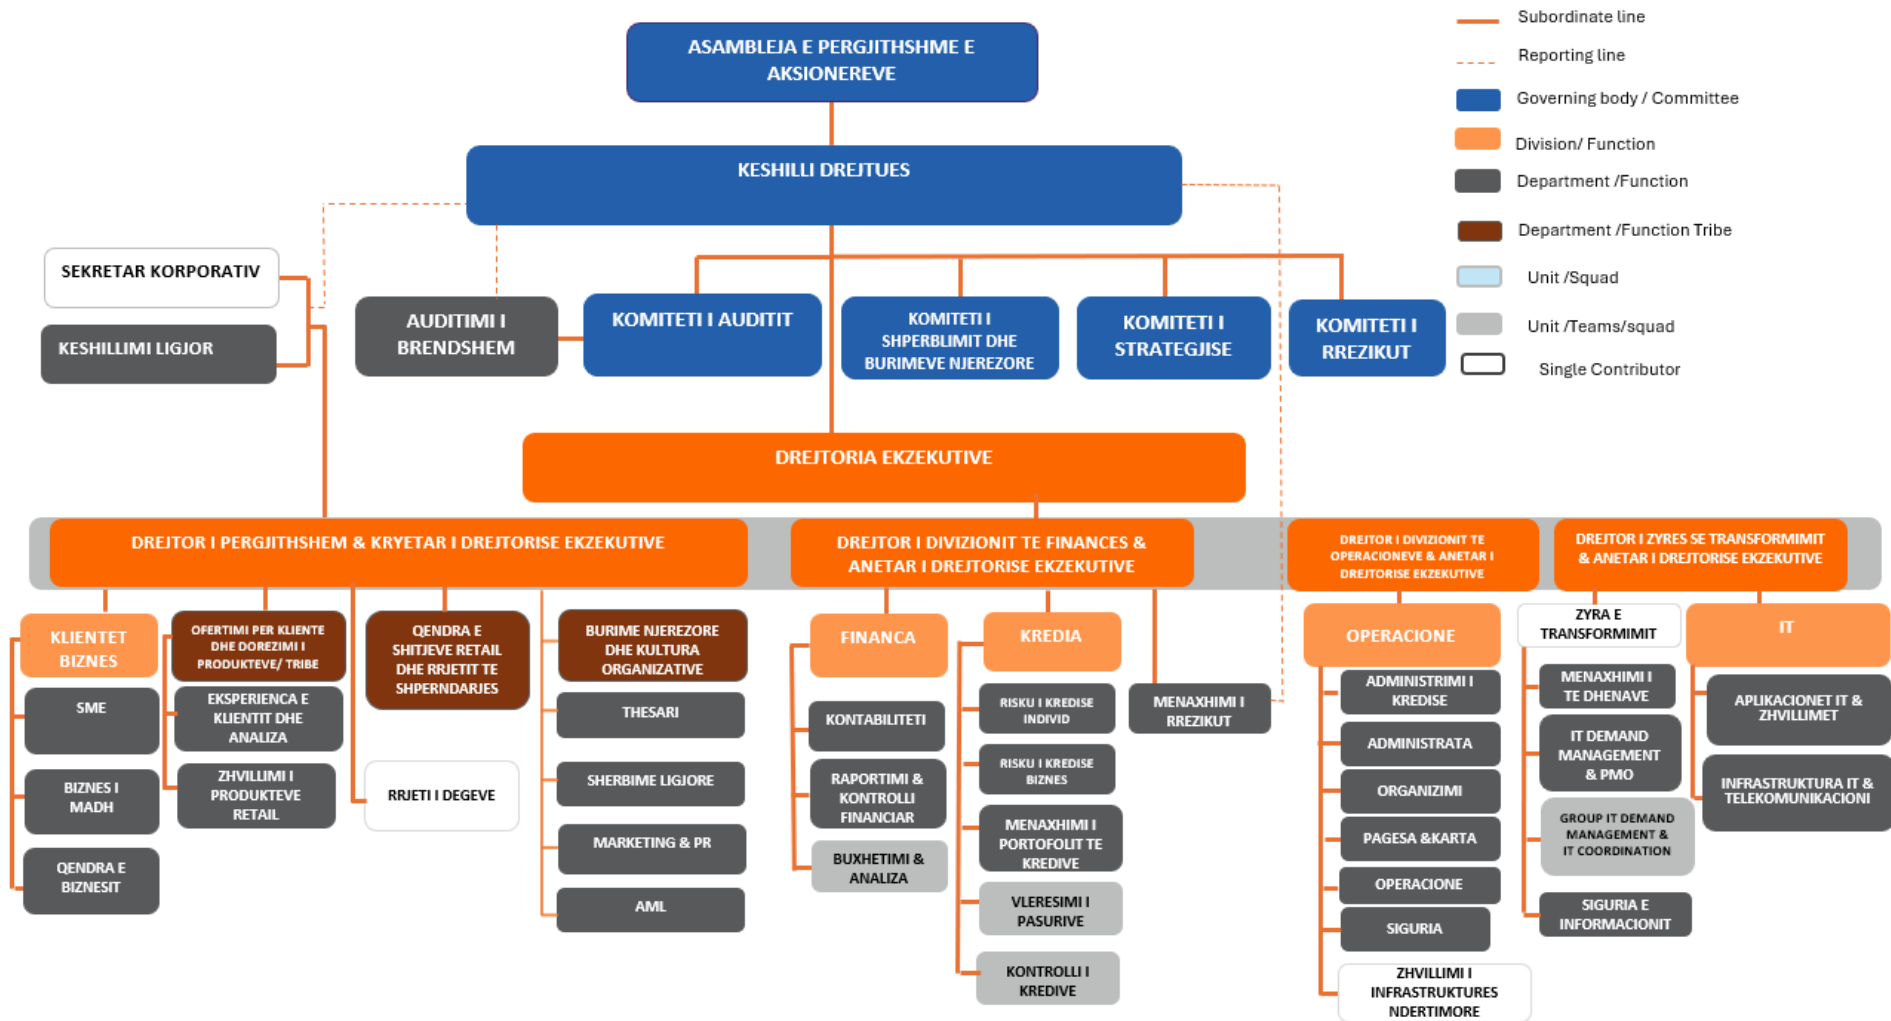 ASAMBLEJA E PERGJITHSHME E
AKSIONEREVE
KESHILLI DREJTUES
Subordinate line
Reporting line
Governing body / Committee
Division/ Function
Department /Function
Department /Function Tribe
Unit /Squad
Unit /Teams/squad
Single Contributor
SEKRETAR KORPORATIV
KESHILLIMI LIGJOR
AUDITIMI I
BRENDSHEM
KOMITETI I AUDITIT
KOMITETI I
SHPERBLIMIT DHE
BURIMEVE NJEREZORE
KOMITETI I
STRATEGJISE
KOMITETI I
RREZIKUT
DREJTORIA EKZEKUTIVE
DREJTOR I PERGJITHSHEM & KRYETAR I DREJTORISE EKZEKUTIVE
DREJTOR I DIVIZIONIT TE FINANCES &
ANETAR I DREJTORISE EKZEKUTIVE
DREJTOR I DIVIZIONIT TE
OPERACIONEVE & ANETAR I
DREJTORISE EKZEKUTIVE
DREJTOR I ZYRES SE TRANSFORMIMIT
& ANETAR I DREJTORISE EKZEKUTIVE
KLIENTET
BIZNES
SME
BIZNES I
MADH
QENDRA E
BIZNESIT
OFERTIMI PER KLIENTE
DHE DOREZIMI I
PRODUKTEVE/ TRIBE
EKSPERIENCA E
KLIENTIT DHE
ANALIZA
ZHVILLIMI I
PRODUKTEVE
RETAIL
QENDRA E
SHITJEVE RETAIL
DHE RRJETIT TE
SHPERNDARJES
RRJETI I DEGEVE
BURIME NJEREZORE
DHE KULTURA
ORGANIZATIVE
THESARI
SHERBIME LIGJORE
MARKETING & PR
AML
FINANCA
KONTABILITETI
RAPORTIMI &
KONTROLLI
FINANCIAR
BUXHETIMI &
ANALIZA
KREDIA
RISKU I KREDISE
INDIVID
RISKU I KREDISE
BIZNES
MENAXHIMI I
PORTOFOLIT TE
KREDIVE
VLERESIMI I
PASURIVE
KONTROLLI I
KREDIVE
MENAXHIMI I
RREZIKUT
OPERACIONE
ADMINISTRIMI I
KREDISE
ADMINISTRATA
ORGANIZIMI
PAGESA &KARTA
OPERACIONE
SIGURIA
ZHVILLIMI I
INFRASTRUKTURES
NDERTIMORE
ZYRA E
TRANSFORMIMIT
MENAXHIMI I
TE DHENAVE
IT DEMAND
MANAGEMENT
& PMO
GROUP IT DEMAND
MANAGEMENT &
IT COORDINATION
SIGURIA E
INFORMACIONIT
IT
APLIKACIONET IT &
ZHVILLIMET
INFRASTRUKTURA IT &
TELEKOMUNIKACIONI